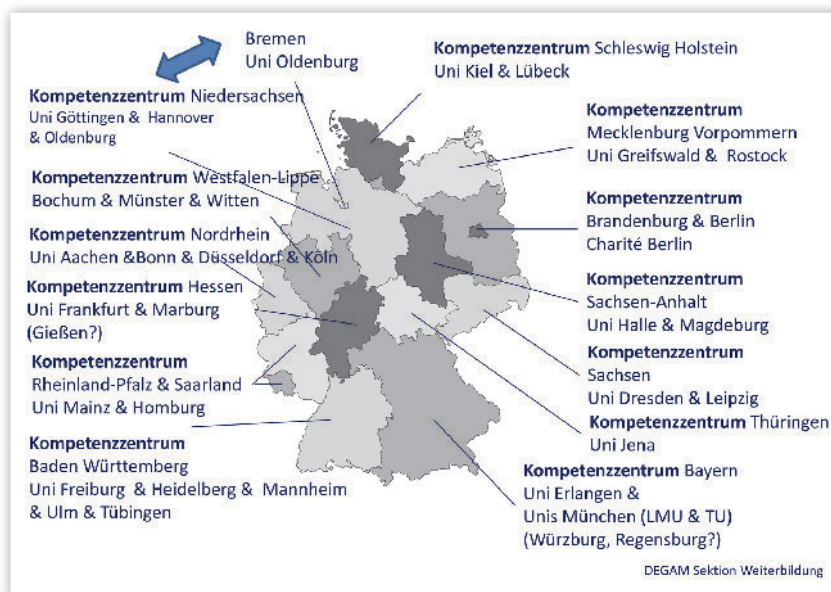 Bremen
Uni Oldenburg
Kompetenzzentrum Schleswig Holstein
Uni Kiel & Lübeck
Kompetenzzentrum Niedersachsen
Uni Göttingen & Hannover
& Oldenburg
Kompetenzzentrum
Mecklenburg Vorpommern
Uni Greifswald & Rostock
Kompetenzzentrum Westfalen-Lippe
Bochum & Münster & Witten
Kompetenzzentrum
Brandenburg & Berlin
Charité Berlin
Kompetenzzentrum Nordrhein
Uni Aachen &Bonn & Düsseldorf & Köln
Kompetenzzentrum Hessen
Uni Frankfurt & Marburg
(Gießen?)
Kompetenzzentrum
Sachsen-Anhalt
Uni Halle & Magdeburg
Kompetenzzentrum
Rheinland-Pfalz & Saarland
Uni Mainz & Homburg
Kompetenzzentrum
Sachsen
Uni Dresden & Leipzig
Kompetenzzentrum Thüringen
Uni Jena
Kompetenzzentrum
Baden Württemberg
Uni Freiburg & Heidelberg & Mannheim
& Ulm & Tübingen
Kompetenzzentrum Bayern
Uni Erlangen &
Unis München (LMU & TU)
(Würzburg, Regensburg?)
DEGAM Sektion Weiterbildung